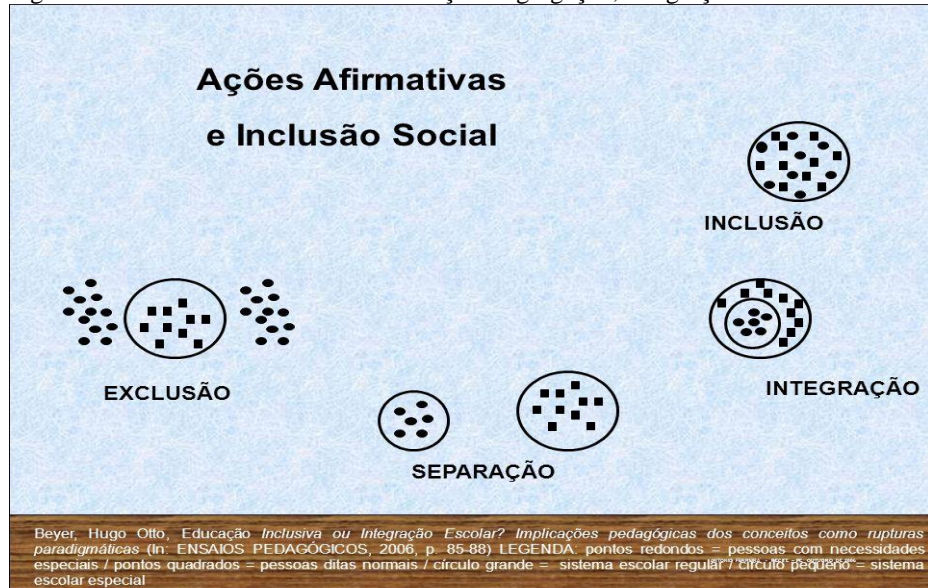 Ações Afirmativas
e Inclusão Social
INCLUSÃO
EXCLUSÃO
INTEGRAÇÃO
SEPARAÇÃO
Beyer, Hugo Otto, Educação Inclusiva ou Integração Escolar? Implicações pedagógicas dos conceitos como rupturas
paradigmáticas (In: ENSAIOS PEDAGÓGICOS, 2006, p. 85-88) LEGENDA: pontos redondos = pessoas com necessidades
especiais / pontos quadrados = pessoas ditas normais / círculo grande = sistema escolar regular / círculo pequeno = sistema
escolar especial